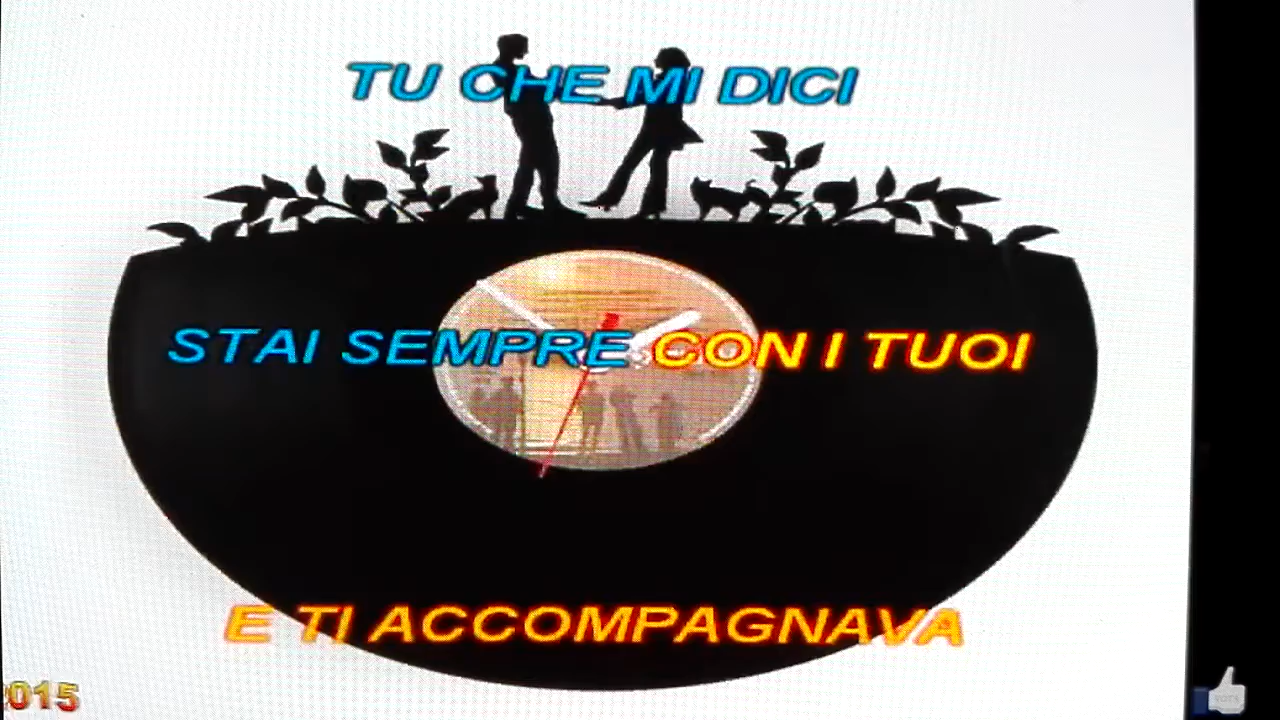 TU CHE MI DICI
STAI SEMPRE CON I TUOI
E TI ACCOMPAGNAVA
2015